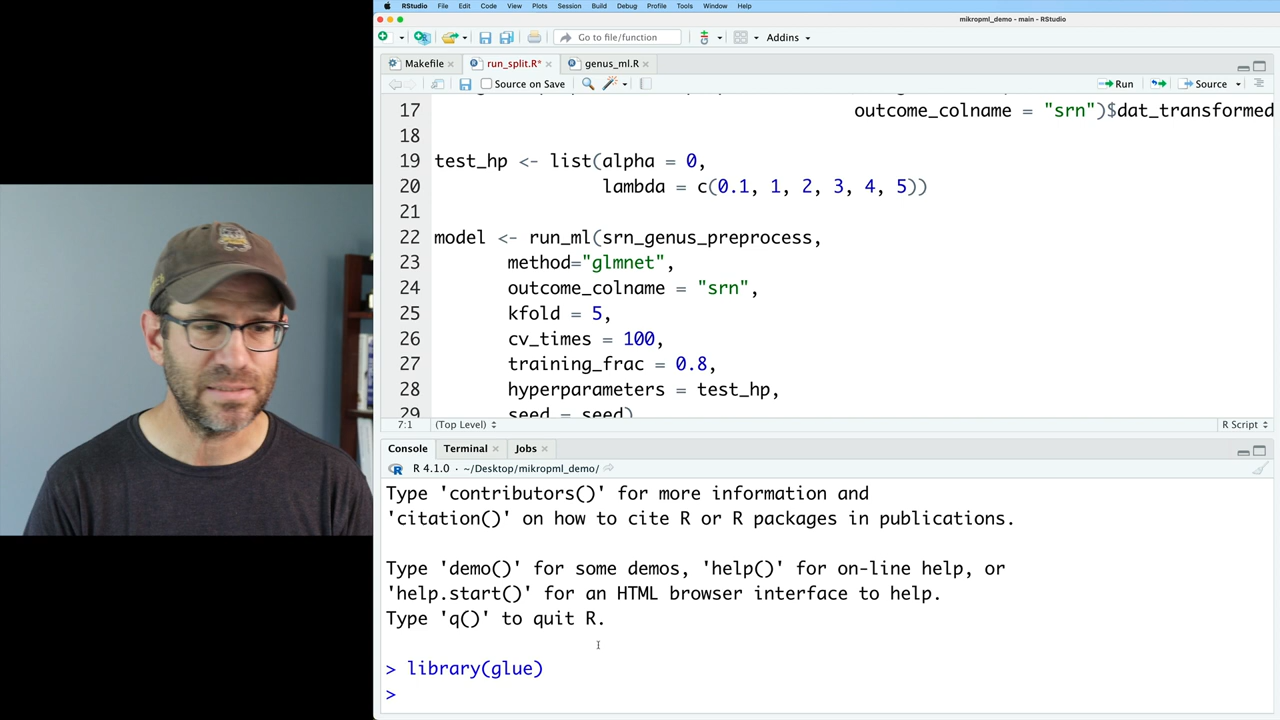 RStudio File Edit Code View Plots Session Build Debug Profile Tools Window Help
mikropml_demo - main - RStudio
Go to file/function Addins
Makefile run_split.R* genus_ml.R
Source on Save Run Source
17 outcome_colname = "srn")$dat_transformed
18
19 test_hp <- list(alpha = 0,
20 lambda = c(0.1, 1, 2, 3, 4, 5))
21
22 model <- run_ml(srn_genus_preprocess,
23 method="glmnet",
24 outcome_colname = "srn",
25 kfold = 5,
26 cv_times = 100,
27 training_frac = 0.8,
28 hyperparameters = test_hp,
29 seed = seed)
7:1 (Top Level) R Script
Console Terminal Jobs
R 4.1.0 · ~/Desktop/mikropml_demo/
Type 'contributors()' for more information and
'citation()' on how to cite R or R packages in publications.
Type 'demo()' for some demos, 'help()' for on-line help, or
'help.start()' for an HTML browser interface to help.
Type 'q()' to quit R.
> library(glue)
>